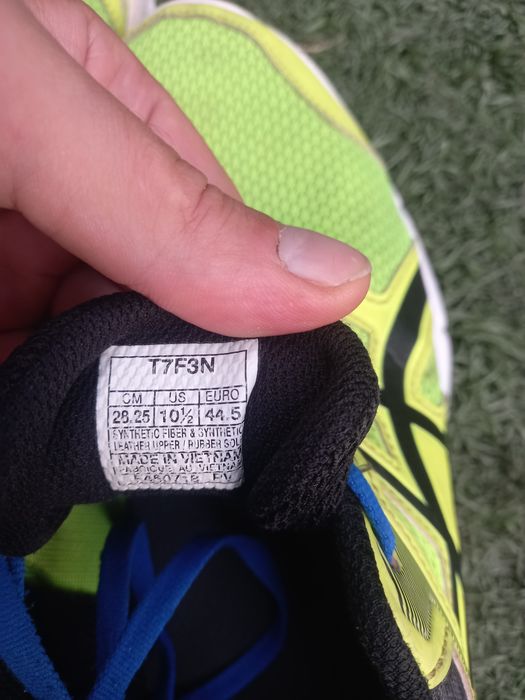 T7F3N
CM US EURO
28.25 10½ 44.5
SYNTHETIC FIBER & SYNTHETIC
LEATHER UPPER / RUBBER SOLE
MADE IN VIETNAM
FABRIQUE AU VIETNAM